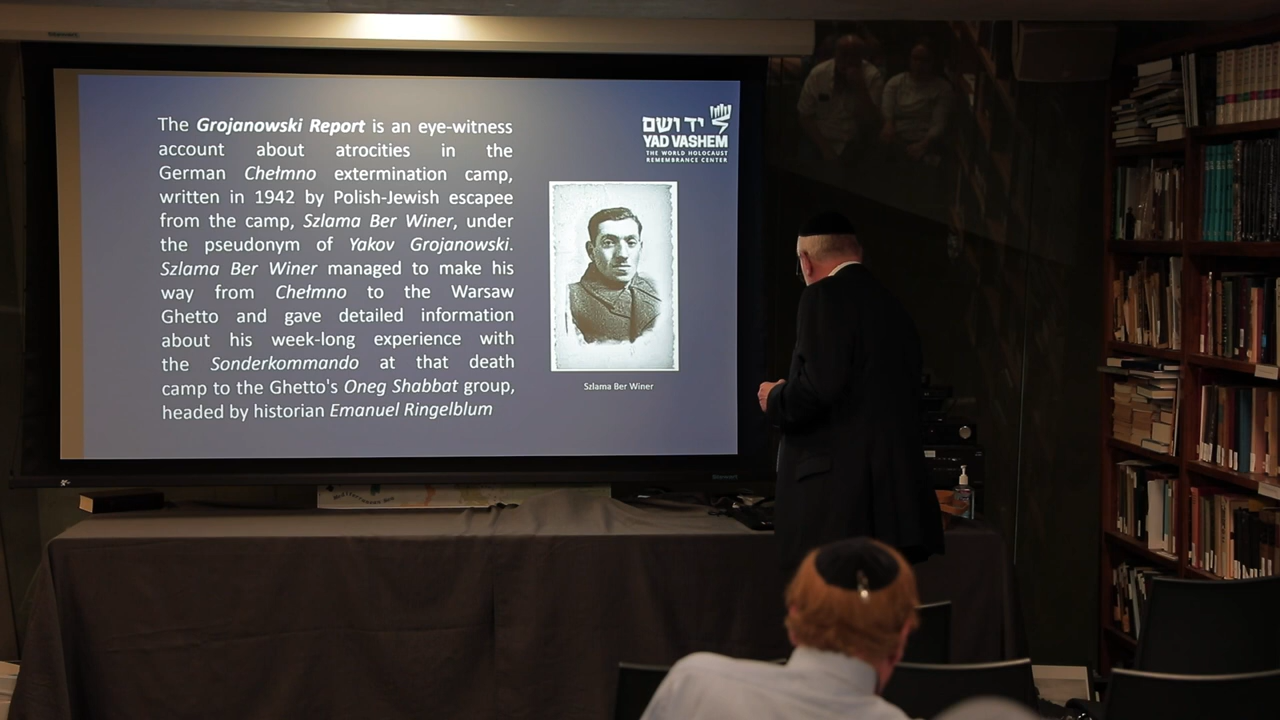 The Grojanowski Report is an eye-witness
account about atrocities in the
German Chełmno extermination camp,
written in 1942 by Polish-Jewish escapee
from the camp, Szlama Ber Winer, under
the pseudonym of Yakov Grojanowski.
Szlama Ber Winer managed to make his
way from Chełmno to the Warsaw
Ghetto and gave detailed information
about his week-long experience with
the Sonderkommando at that death
camp to the Ghetto's Oneg Shabbat group,
headed by historian Emanuel Ringelblum
יד ושם
YAD VASHEM
THE WORLD HOLOCAUST
REMEMBRANCE CENTER
Szlama Ber Winer